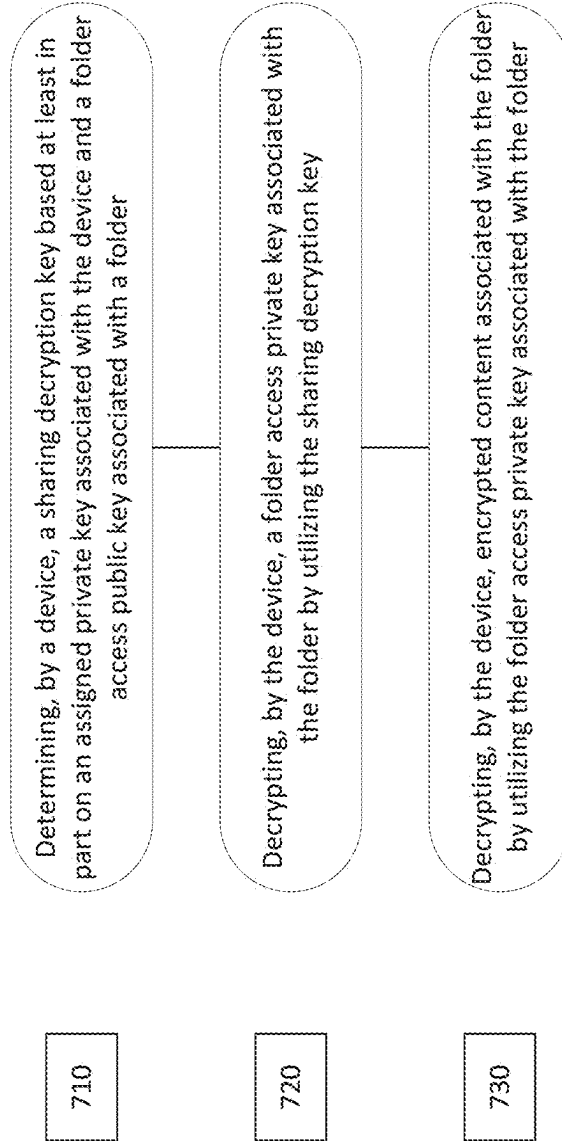 710
Determining, by a device, a sharing decryption key based at least in
part on an assigned private key associated with the device and a folder
access public key associated with a folder
720
Decrypting, by the device, a folder access private key associated with
the folder by utilizing the sharing decryption key
730
Decrypting, by the device, encrypted content associated with the folder
by utilizing the folder access private key associated with the folder